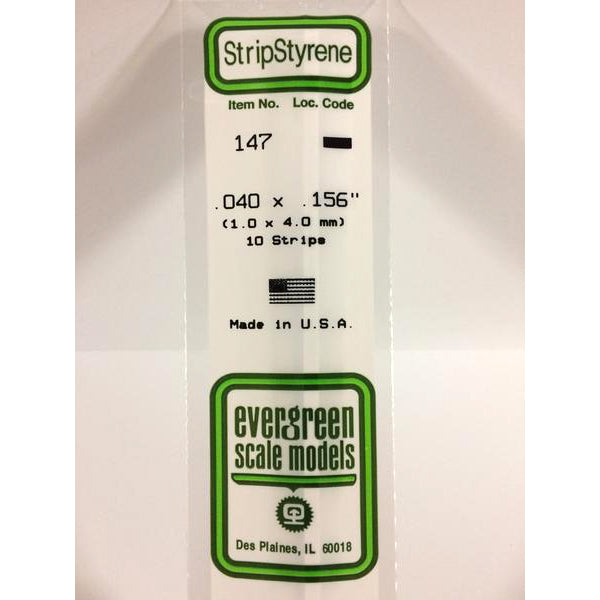 StripStyrene
Item No. Loc. Code
147
.040 x .156"
(1.0 x 4.0 mm)
10 Strips
Made in U.S.A.
evergreen
scale models
Des Plaines, IL 60018